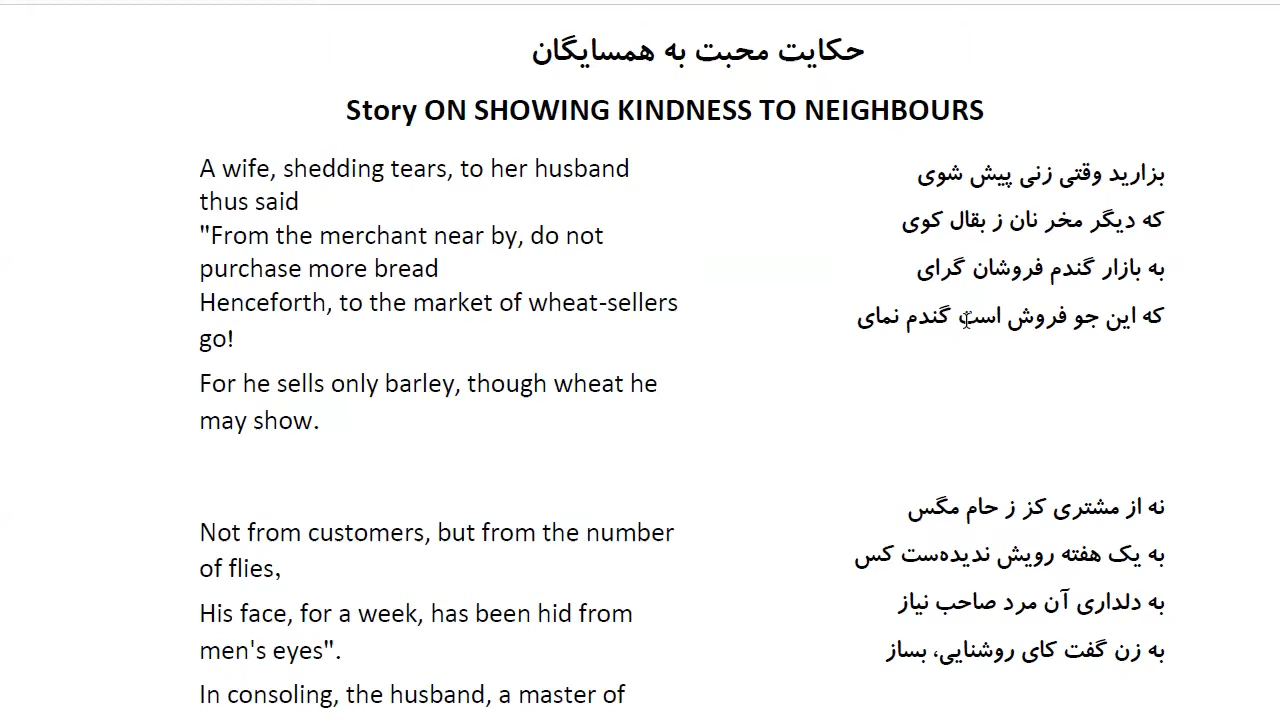 حکایت محبت به همسایگان
Story ON SHOWING KINDNESS TO NEIGHBOURS
A wife, shedding tears, to her husband
thus said
"From the merchant near by, do not
purchase more bread
Henceforth, to the market of wheat-sellers
go!
For he sells only barley, though wheat he
may show.
بزارید وقتی زنی پیش شوی
که دیگر مخر نان ز بقال کوی
به بازار گندم فروشان گرای
که این جو فروش است گندم نمای
Not from customers, but from the number
of flies,
His face, for a week, has been hid from
men's eyes".
In consoling, the husband, a master of
نه از مشتری کز ز حام مگس
به یک هفته رویش ندیده‌ست کس
به دلداری آن مرد صاحب نیاز
به زن گفت کای روشنایی، بساز